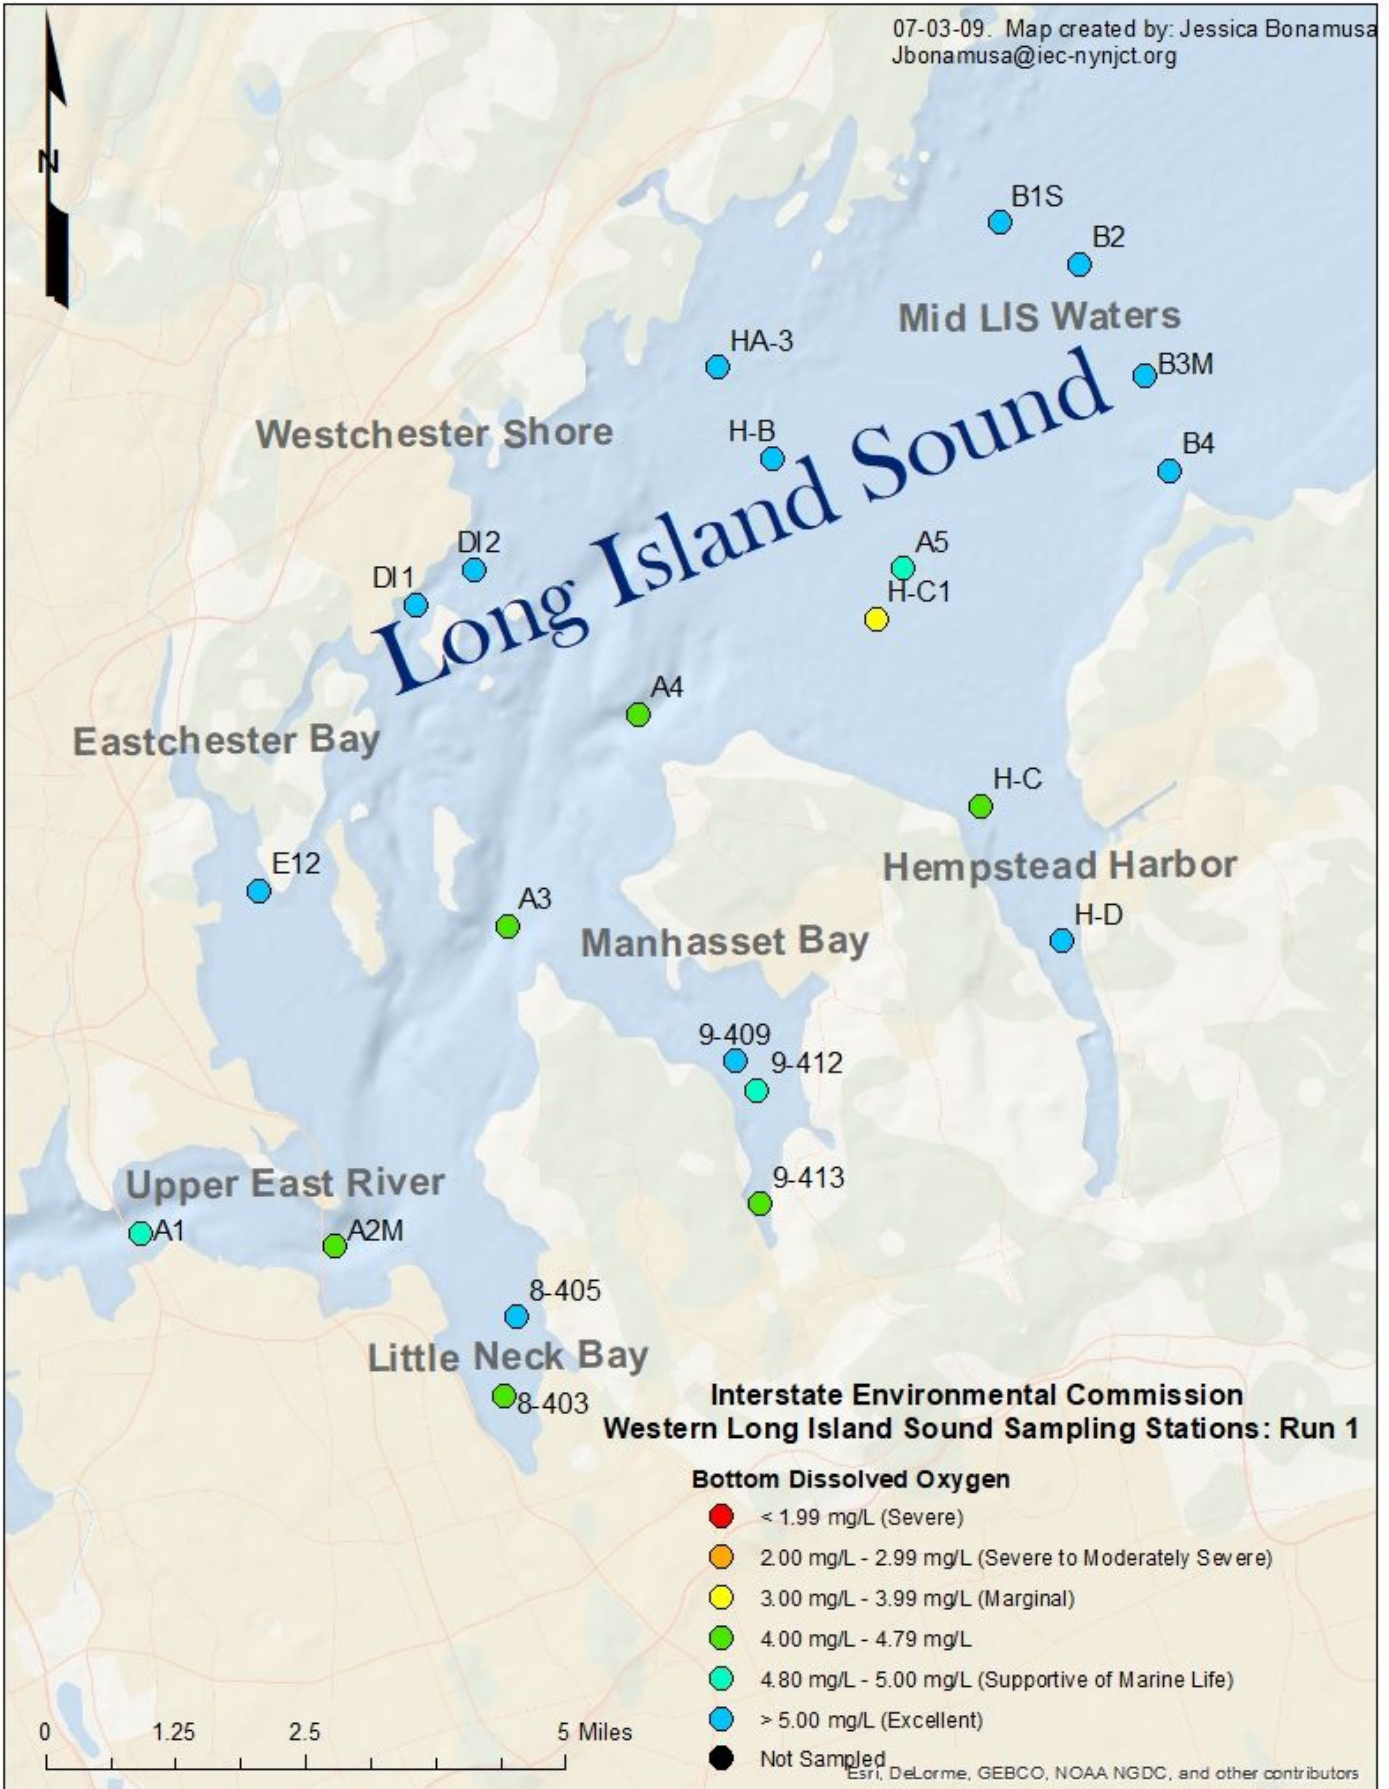 07-03-09. Map created by: Jessica Bonamusa
Jbonamusa@iec-nynjct.org
N
B1S
B2
Mid LIS Waters
HA-3
B3M
Westchester Shore
H-B
B4
Long Island Sound
DI2
A5
DI1
H-C1
A4
Eastchester Bay
H-C
E12
Hempstead Harbor
A3
H-D
Manhasset Bay
9-409
9-412
9-413
Upper East River
A1
A2M
8-405
Little Neck Bay
8-403
Interstate Environmental Commission
Western Long Island Sound Sampling Stations: Run 1
Bottom Dissolved Oxygen
< 1.99 mg/L (Severe)
2.00 mg/L - 2.99 mg/L (Severe to Moderately Severe)
3.00 mg/L - 3.99 mg/L (Marginal)
4.00 mg/L - 4.79 mg/L
4.80 mg/L - 5.00 mg/L (Supportive of Marine Life)
> 5.00 mg/L (Excellent)
Not Sampled
0 1.25 2.5 5 Miles
Esri, DeLorme, GEBCO, NOAA NGDC, and other contributors